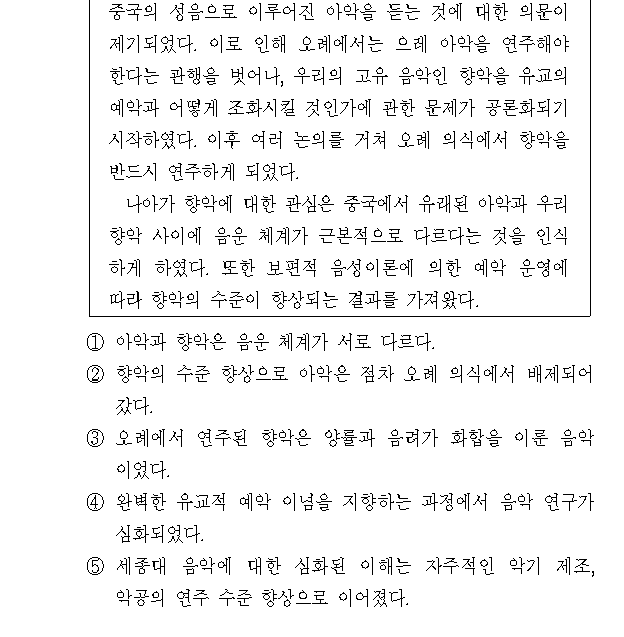 중국의 성음으로 이루어진 아악을 듣는 것에 대한 의문이
제기되었다. 이로 인해 오례에서는 으레 아악을 연주해야
한다는 관행을 벗어나, 우리의 고유 음악인 향악을 유교의
예악과 어떻게 조화시킬 것인가에 관한 문제가 공론화되기
시작하였다. 이후 여러 논의를 거쳐 오례 의식에서 향악을
반드시 연주하게 되었다.
나아가 향악에 대한 관심은 중국에서 유래된 아악과 우리
향악 사이에 음운 체계가 근본적으로 다르다는 것을 인식
하게 하였다. 또한 보편적 음성이론에 의한 예악 운영에
따라 향악의 수준이 향상되는 결과를 가져왔다.
① 아악과 향악은 음운 체계가 서로 다르다.
② 향악의 수준 향상으로 아악은 점차 오례 의식에서 배제되어
갔다.
③ 오례에서 연주된 향악은 양률과 음려가 화합을 이룬 음악
이었다.
④ 완벽한 유교적 예악 이념을 지향하는 과정에서 음악 연구가
심화되었다.
⑤ 세종대 음악에 대한 심화된 이해는 자주적인 악기 제조,
악공의 연주 수준 향상으로 이어졌다.